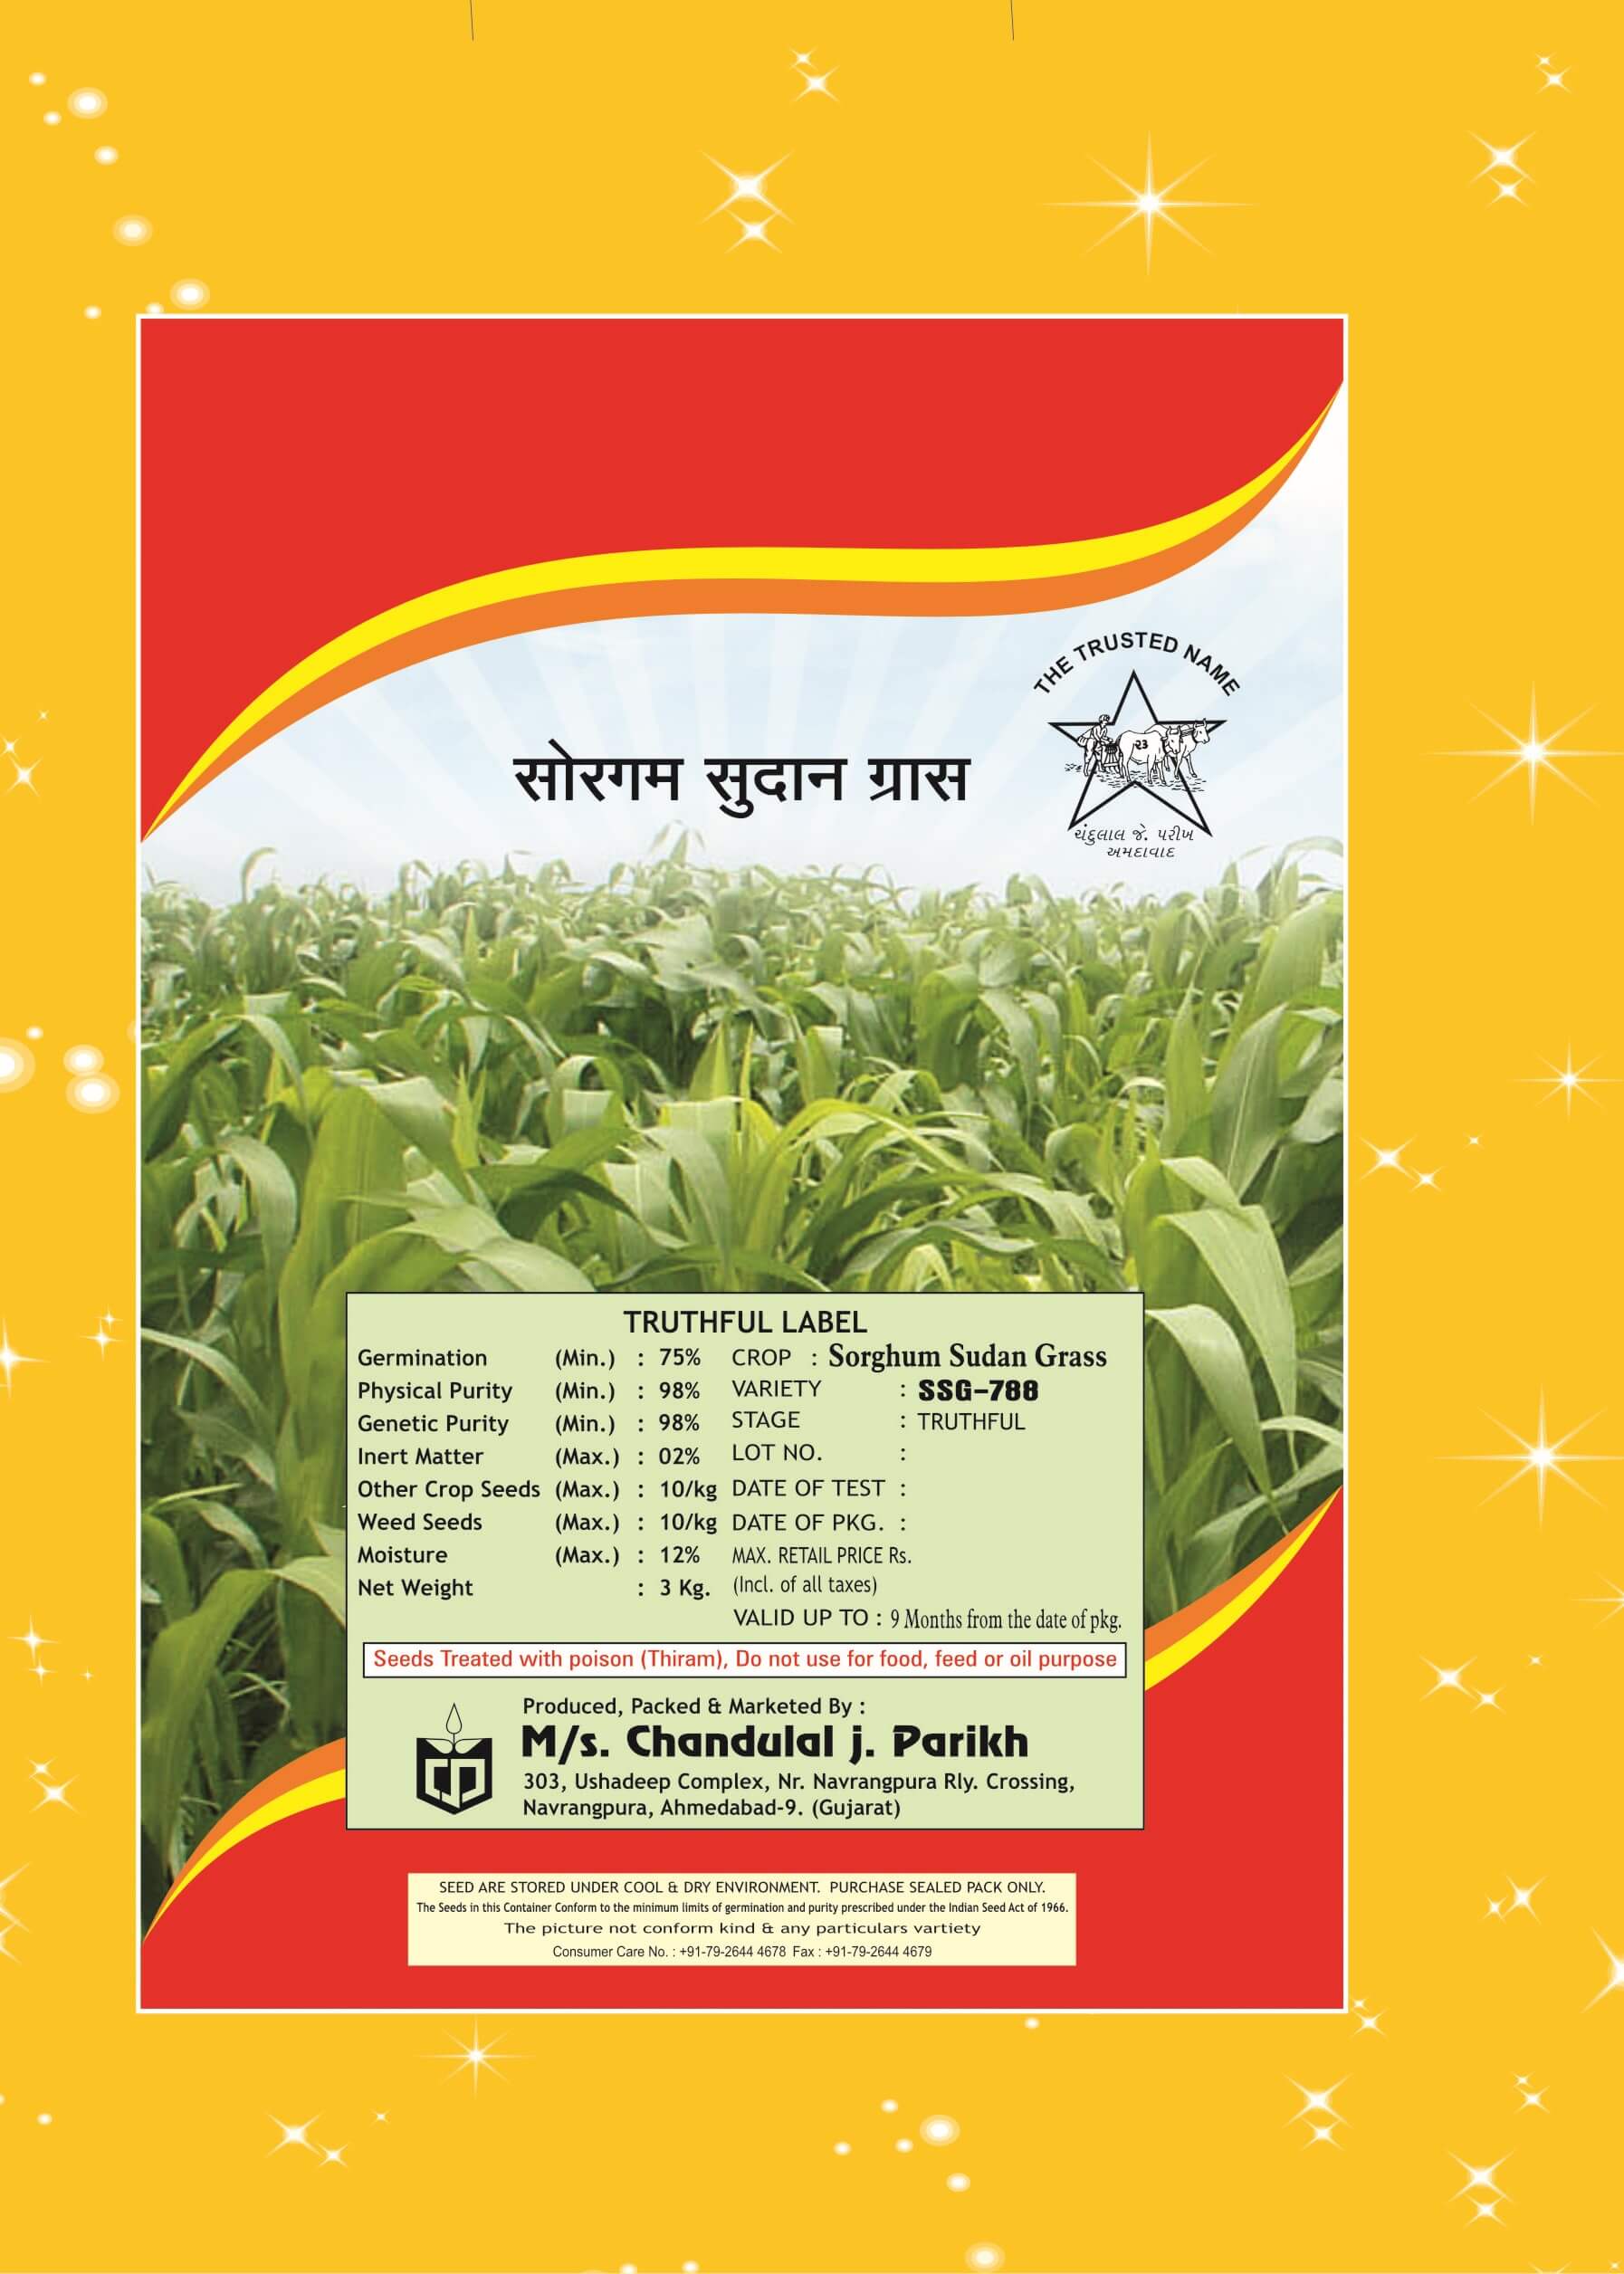 THE TRUSTED NAME
सोरगम सुदान ग्रास
२३
ચંદુલાલ જે. પરીખ
અમદાવાદ
TRUTHFUL LABEL
Germination (Min.) : 75% CROP : Sorghum Sudan Grass
Physical Purity (Min.) : 98% VARIETY : SSG-788
Genetic Purity (Min.) : 98% STAGE : TRUTHFUL
Inert Matter (Max.) : 02% LOT NO. :
Other Crop Seeds (Max.) : 10/kg DATE OF TEST :
Weed Seeds (Max.) : 10/kg DATE OF PKG. :
Moisture (Max.) : 12% MAX. RETAIL PRICE Rs.
Net Weight : 3 Kg. (Incl. of all taxes)
VALID UP TO : 9 Months from the date of pkg.
Seeds Treated with poison (Thiram), Do not use for food, feed or oil purpose
Produced, Packed & Marketed By :
M/s. Chandulal j. Parikh
303, Ushadeep Complex, Nr. Navrangpura Rly. Crossing,
Navrangpura, Ahmedabad-9. (Gujarat)
SEED ARE STORED UNDER COOL & DRY ENVIRONMENT. PURCHASE SEALED PACK ONLY.
The Seeds in this Container Conform to the minimum limits of germination and purity prescribed under the Indian Seed Act of 1966.
The picture not conform kind & any particulars vartiety
Consumer Care No. : +91-79-2644 4678 Fax : +91-79-2644 4679